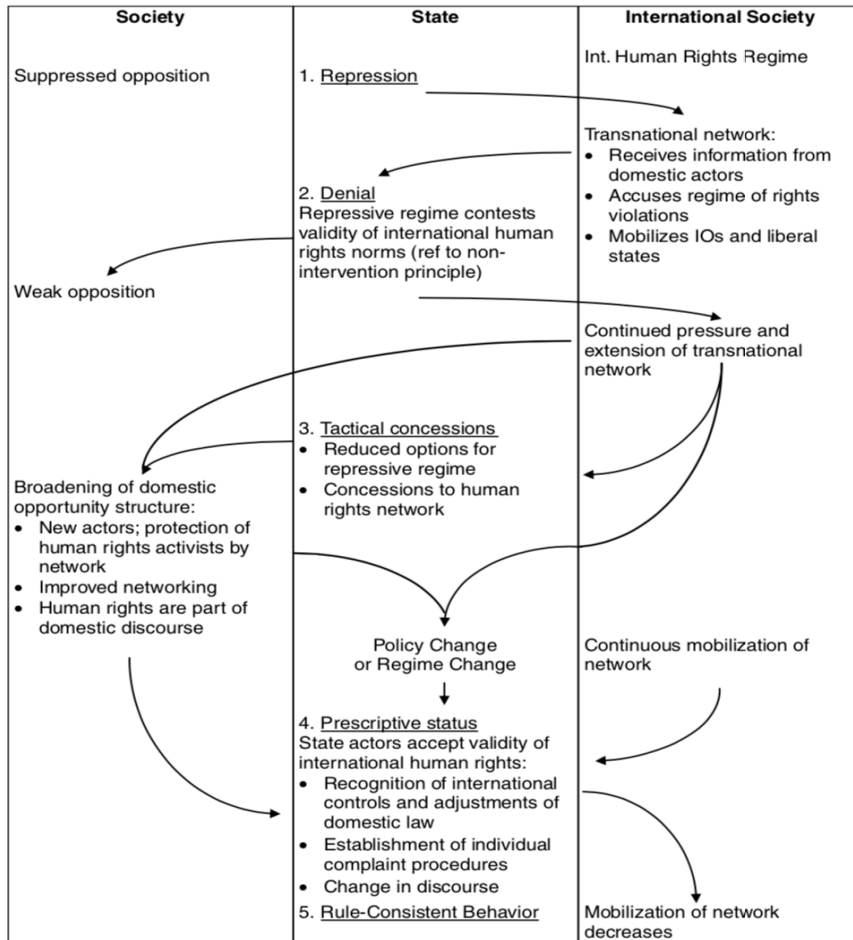 Society
State
International Society
Suppressed opposition
1. Repression
Int. Human Rights Regime
Transnational network:
• Receives information from
domestic actors
• Accuses regime of rights
violations
• Mobilizes IOs and liberal
states
2. Denial
Repressive regime contests
validity of international human
rights norms (ref to non-
intervention principle)
Weak opposition
Continued pressure and
extension of transnational
network
3. Tactical concessions
• Reduced options for
repressive regime
• Concessions to human
rights network
Broadening of domestic
opportunity structure:
• New actors; protection of
human rights activists by
network
• Improved networking
• Human rights are part of
domestic discourse
Policy Change
or Regime Change
Continuous mobilization of
network
4. Prescriptive status
State actors accept validity of
international human rights:
• Recognition of international
controls and adjustments of
domestic law
• Establishment of individual
complaint procedures
• Change in discourse
5. Rule-Consistent Behavior
Mobilization of network
decreases